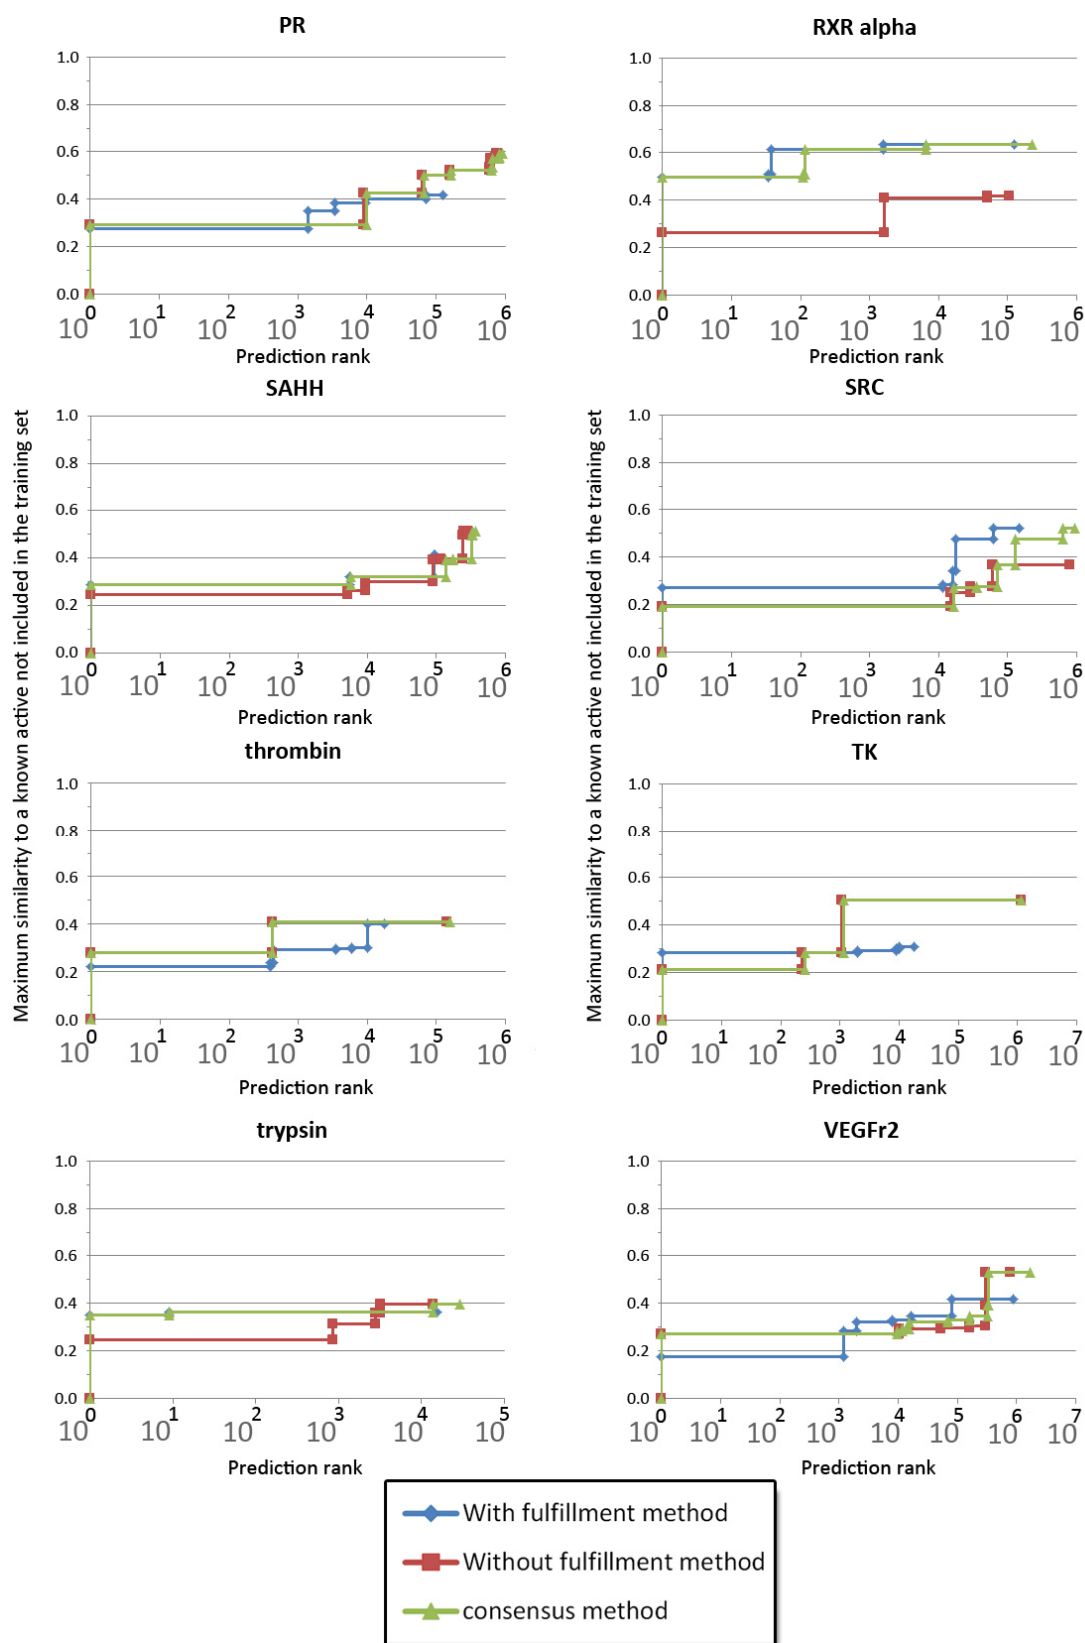 PR
RXR alpha
1.0
0.8
0.6
0.4
0.2
0.0
10^0 10^1 10^2 10^3 10^4 10^5 10^6
Prediction rank
1.0
0.8
0.6
0.4
0.2
0.0
10^0 10^1 10^2 10^3 10^4 10^5 10^6
Prediction rank
Maximum similarity to a known active not included in the training set
Maximum similarity to a known active not included in the training set
SAHH
SRC
1.0
0.8
0.6
0.4
0.2
0.0
10^0 10^1 10^2 10^3 10^4 10^5 10^6
Prediction rank
1.0
0.8
0.6
0.4
0.2
0.0
10^0 10^1 10^2 10^3 10^4 10^5 10^6
Prediction rank
thrombin
TK
1.0
0.8
0.6
0.4
0.2
0.0
10^0 10^1 10^2 10^3 10^4 10^5 10^6
Prediction rank
1.0
0.8
0.6
0.4
0.2
0.0
10^0 10^1 10^2 10^3 10^4 10^5 10^6 10^7
Prediction rank
trypsin
VEGFr2
1.0
0.8
0.6
0.4
0.2
0.0
10^0 10^1 10^2 10^3 10^4 10^5
Prediction rank
1.0
0.8
0.6
0.4
0.2
0.0
10^0 10^1 10^2 10^3 10^4 10^5 10^6 10^7
Prediction rank
With fulfillment method
Without fulfillment method
consensus method